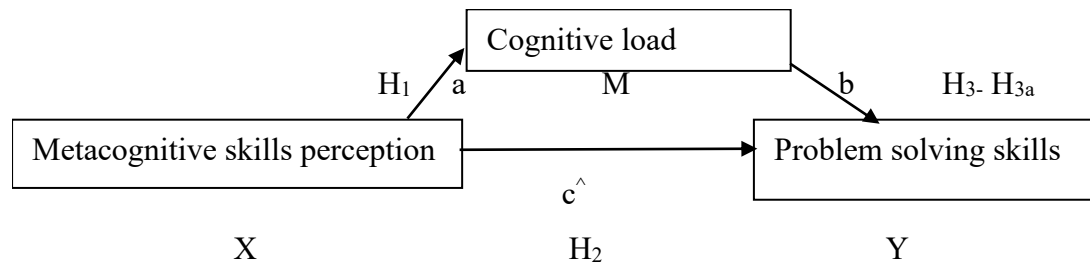 Cognitive load
H₁ a M b H₃- H₃ₐ
Metacognitive skills perception Problem solving skills
c^
X H₂ Y